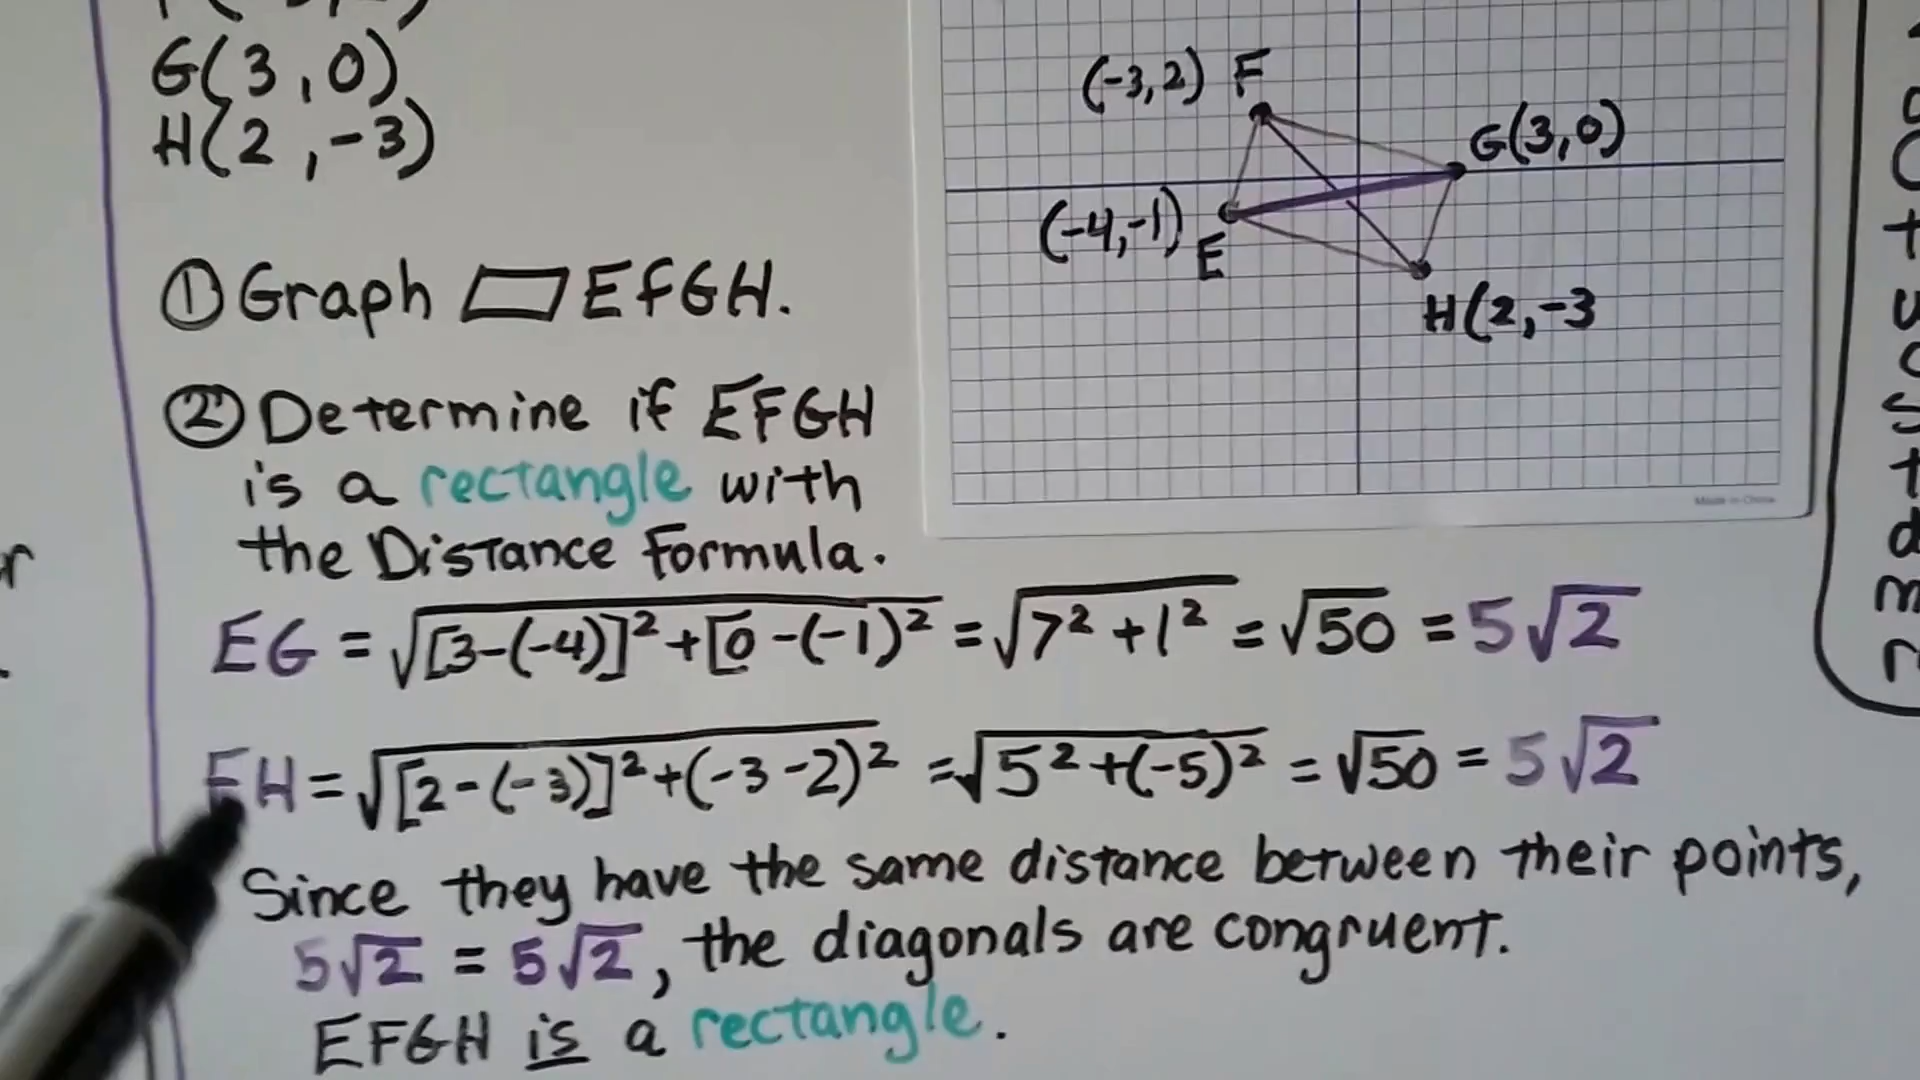 G(3,0)
H(2,-3)
① Graph ▱ EFGH.
② Determine if EFGH
is a rectangle with
the Distance Formula.
EG = √[3-(-4)]² + [0-(-1)² = √7² + 1² = √50 = 5√2
FH = √[2-(-3)]² + (-3-2)² = √5² + (-5)² = √50 = 5√2
Since they have the same distance between their points,
5√2 = 5√2, the diagonals are congruent.
EFGH is a rectangle.
(-3,2) F
G(3,0)
(-4,-1) E
H(2,-3
Made in China